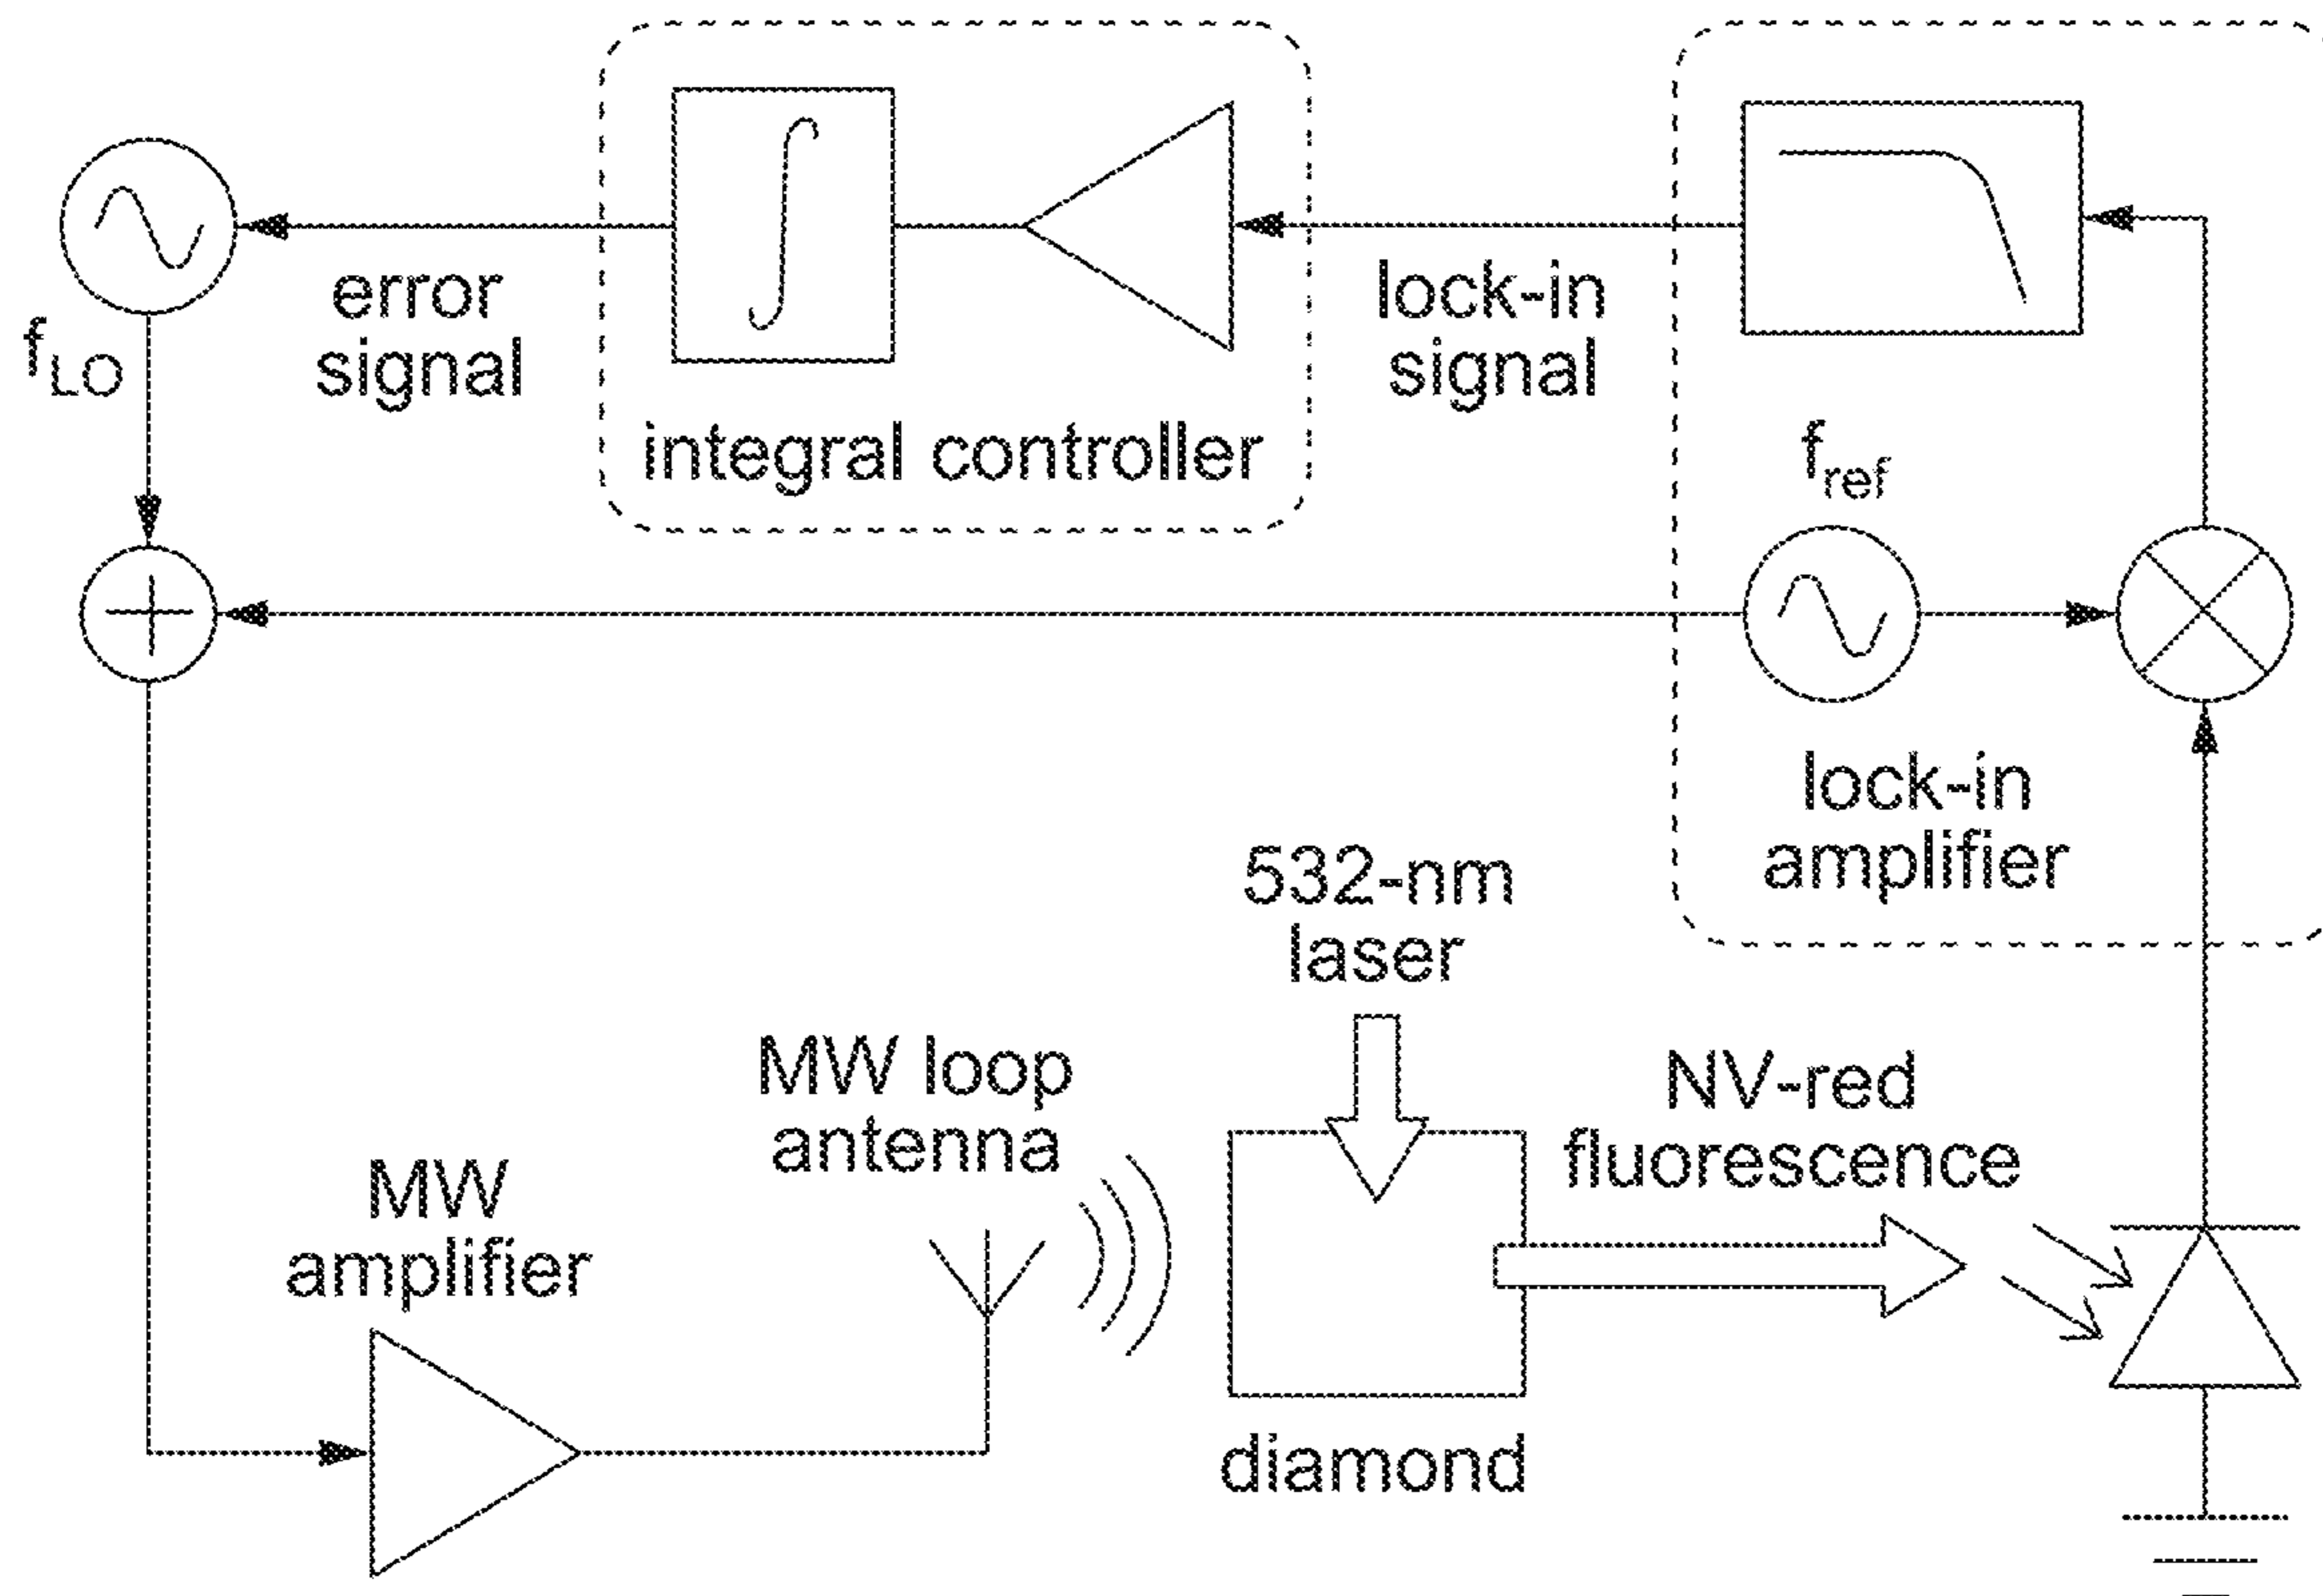 error
signal
f_LO
integral controller
lock-in
signal
f_ref
lock-in
amplifier
532-nm
laser
MW loop
antenna
NV-red
fluorescence
MW
amplifier
diamond